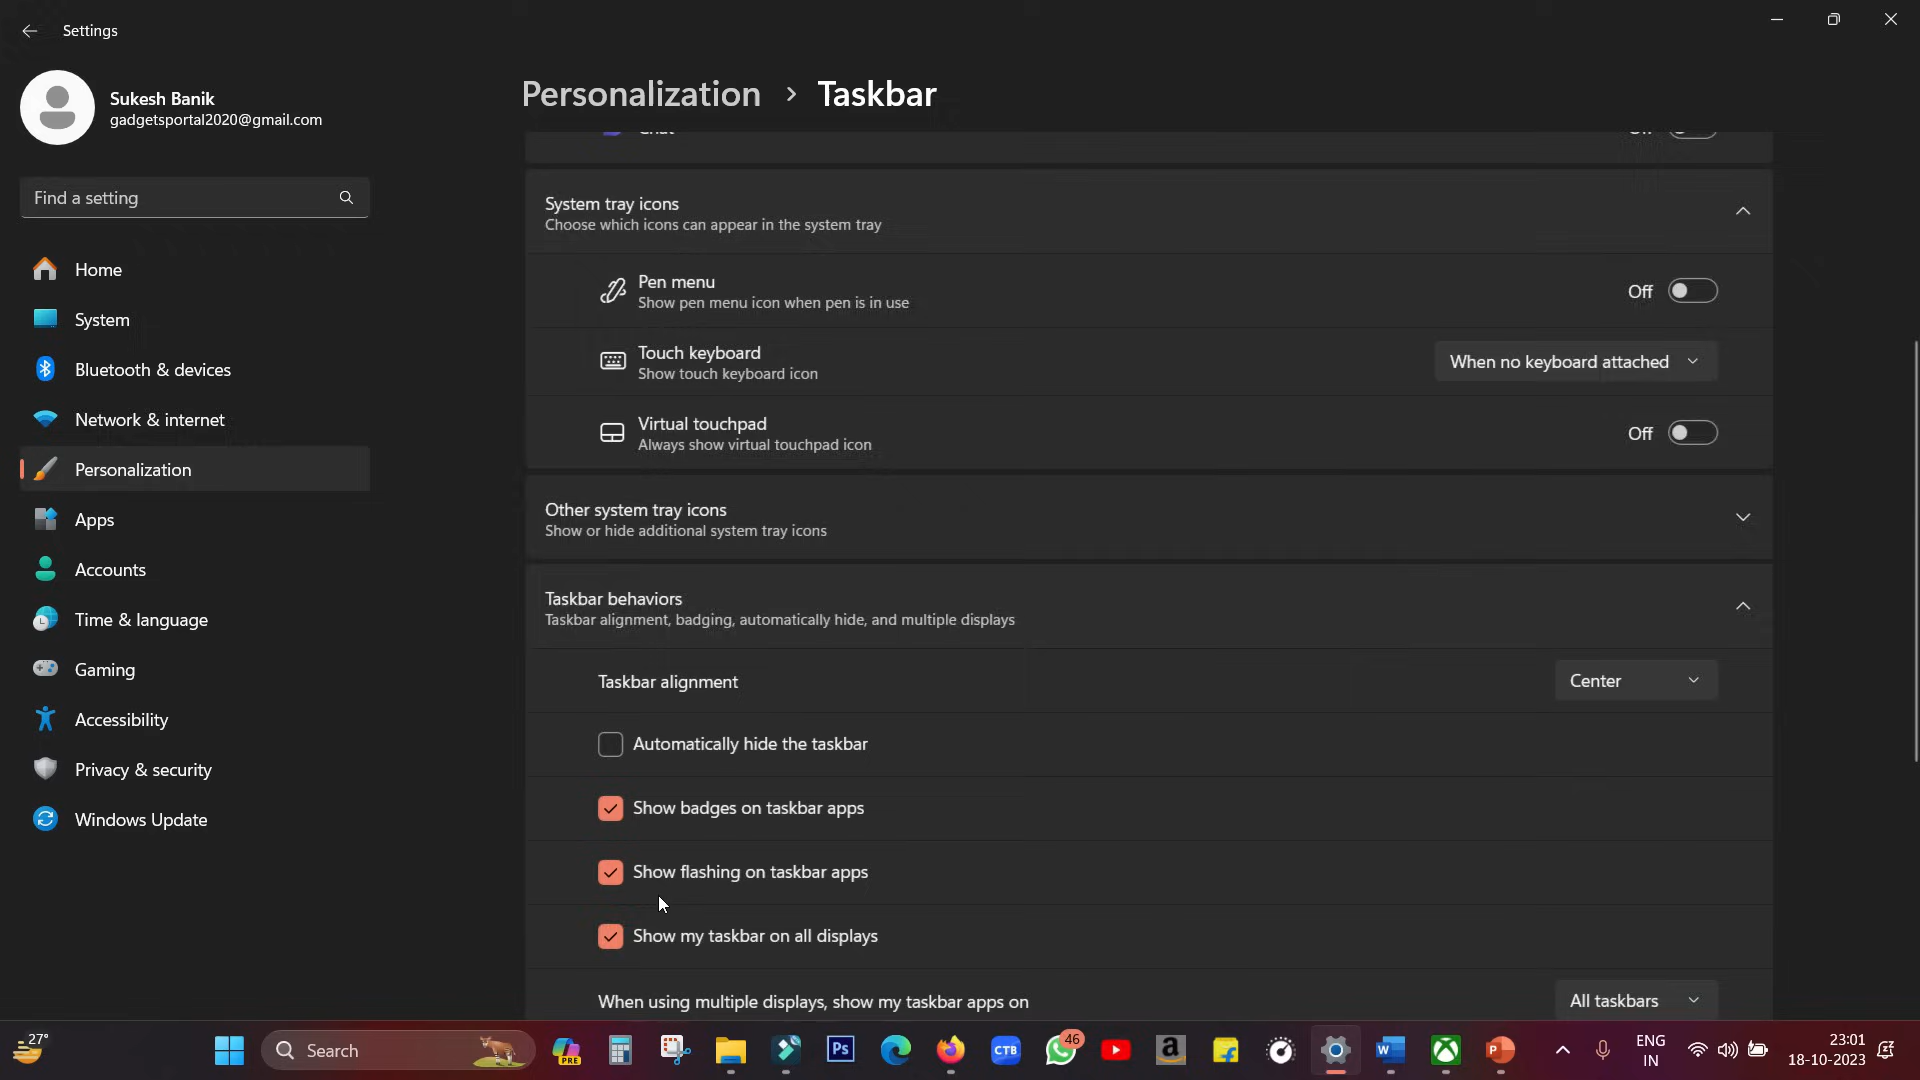 Settings
Sukesh Banik
gadgetsportal2020@gmail.com
Find a setting
Home
System
Bluetooth & devices
Network & internet
Personalization
Apps
Accounts
Time & language
Gaming
Accessibility
Privacy & security
Windows Update
Personalization > Taskbar
Chat Off
System tray icons
Choose which icons can appear in the system tray
Pen menu
Show pen menu icon when pen is in use
Off
Touch keyboard
Show touch keyboard icon
When no keyboard attached
Virtual touchpad
Always show virtual touchpad icon
Off
Other system tray icons
Show or hide additional system tray icons
Taskbar behaviors
Taskbar alignment, badging, automatically hide, and multiple displays
Taskbar alignment
Center
Automatically hide the taskbar
Show badges on taskbar apps
Show flashing on taskbar apps
Show my taskbar on all displays
When using multiple displays, show my taskbar apps on
All taskbars
27°
Search
PRE
Ps
CTB
46
a
W
P
ENG
IN
23:01
18-10-2023